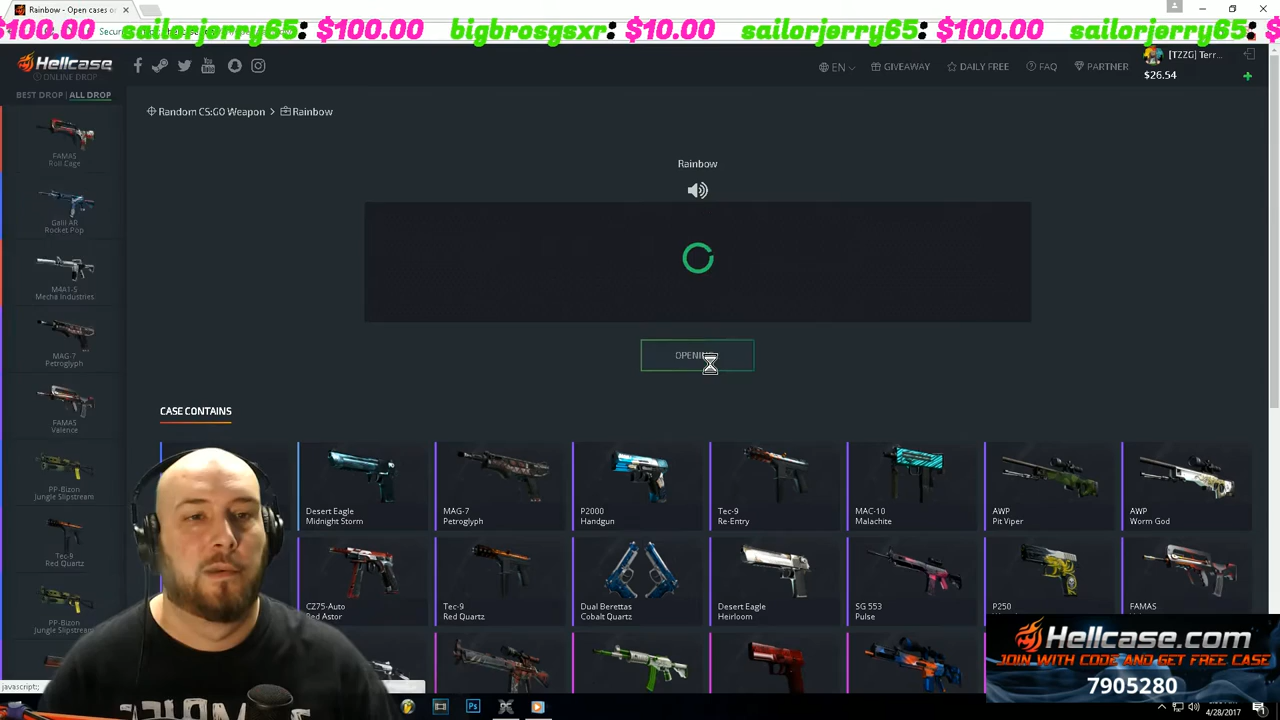 Rainbow - Open cases or
$100.00 sailorjerry65: $100.00 bigbrosgsxr: $10.00 sailorjerry65: $100.00 sailorjerry65:
Hellcase
ONLINE DROP
EN
GIVEAWAY
DAILY FREE
FAQ
PARTNER
[TZZG] Terr...
$26.54
BEST DROP | ALL DROP
Random CS:GO Weapon > Rainbow
Rainbow
FAMAS
Roll Cage
Galil AR
Rocket Pop
M4A1-S
Mecha Industries
MAG-7
Petroglyph
FAMAS
Valence
PP-Bizon
Jungle Slipstream
Tec-9
Red Quartz
PP-Bizon
Jungle Slipstream
CASE CONTAINS
Desert Eagle
Midnight Storm
MAG-7
Petroglyph
P2000
Handgun
Tec-9
Re-Entry
MAC-10
Malachite
AWP
Pit Viper
AWP
Worm God
CZ75-Auto
Red Astor
Tec-9
Red Quartz
Dual Berettas
Cobalt Quartz
Desert Eagle
Heirloom
SG 553
Pulse
P250
FAMAS
Hellcase.com
JOIN WITH CODE AND GET FREE CASE
7905280
javascript:;
4/28/2017